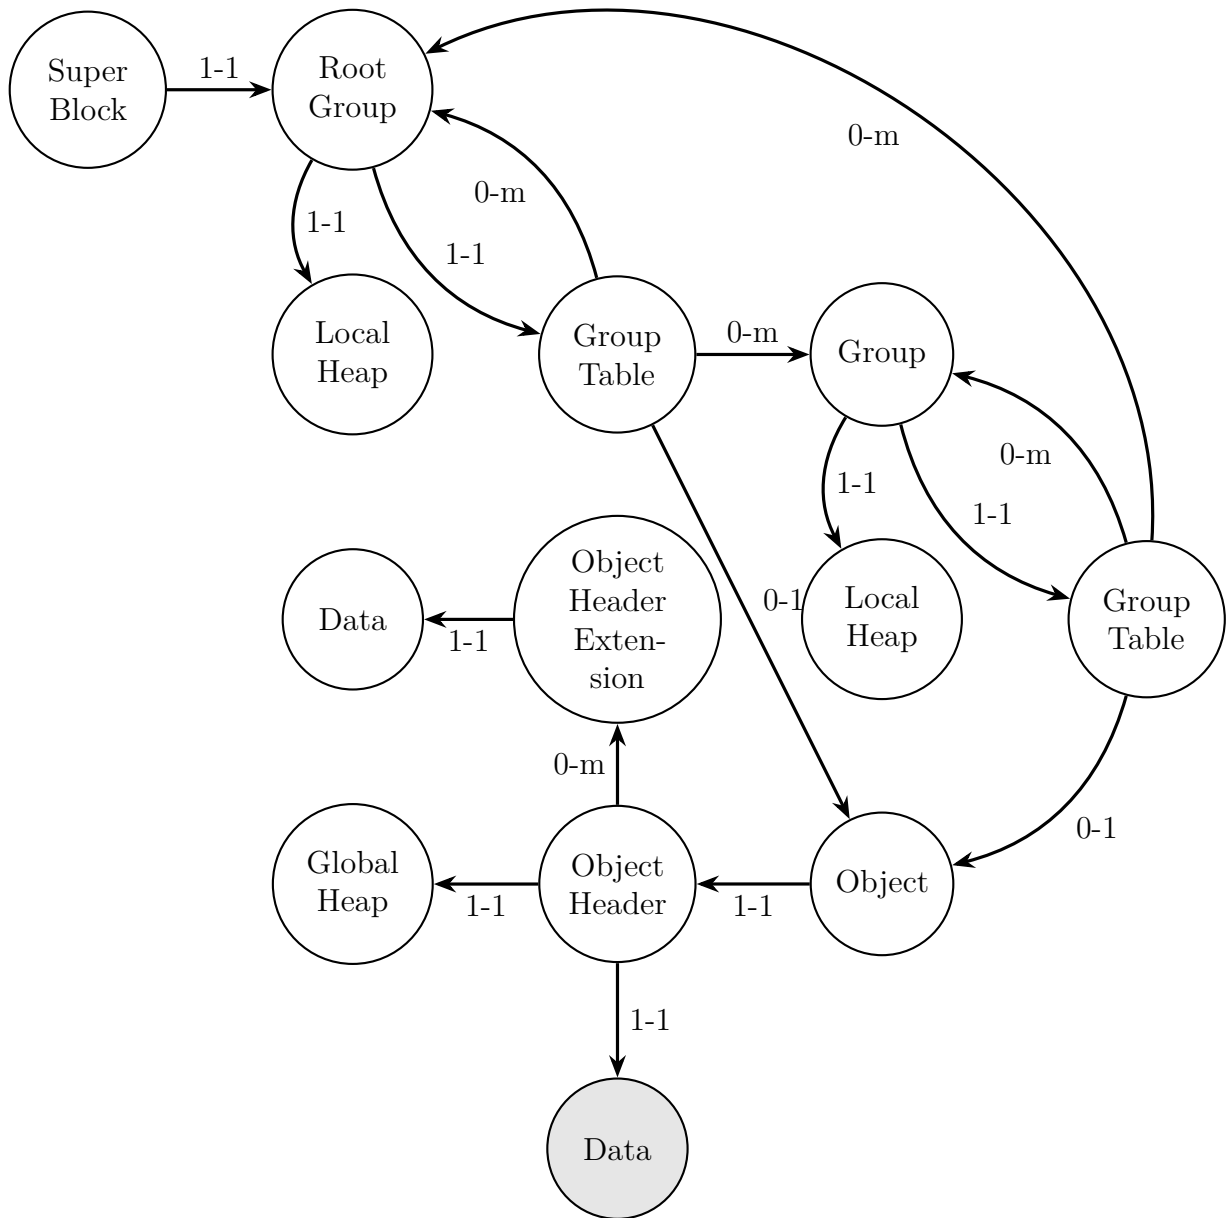 Super
Block
1-1
Root
Group
0-m
0-m
1-1
1-1
Local
Heap
Group
Table
0-m
Group
0-m
1-1
1-1
Object
Header
Exten-
sion
Data
1-1
0-1
Local
Heap
Group
Table
0-m
0-1
Global
Heap
1-1
Object
Header
1-1
Object
1-1
Data